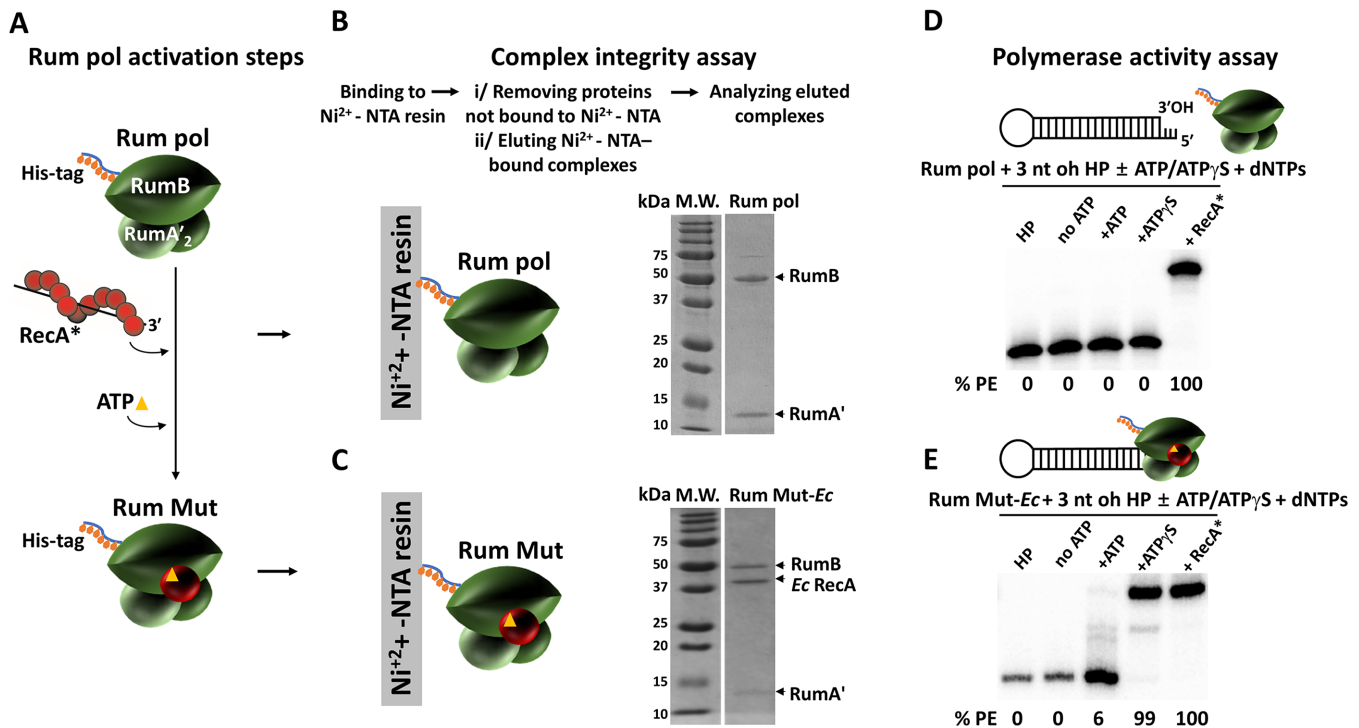 A
Rum pol activation steps
Rum pol
His-tag
RumB
RumA'₂
RecA*
3'
ATP
Rum Mut
His-tag
B
Complex integrity assay
Binding to
Ni²⁺ - NTA resin
i/ Removing proteins
not bound to Ni²⁺ - NTA
ii/ Eluting Ni²⁺ - NTA–
bound complexes
Analyzing eluted
complexes
Ni⁺²+ -NTA resin
Rum pol
kDa M.W. Rum pol
75
50
37
25
20
15
10
RumB
RumA'
C
Ni⁺²+ -NTA resin
Rum Mut
kDa M.W. Rum Mut-Ec
75
50
37
25
20
15
10
RumB
Ec RecA
RumA'
D
Polymerase activity assay
3'OH
5'
Rum pol + 3 nt oh HP ± ATP/ATPγS + dNTPs
HP no ATP +ATP +ATPγS + RecA*
% PE 0 0 0 0 100
E
Rum Mut-Ec + 3 nt oh HP ± ATP/ATPγS + dNTPs
HP no ATP +ATP +ATPγS + RecA*
% PE 0 0 6 99 100